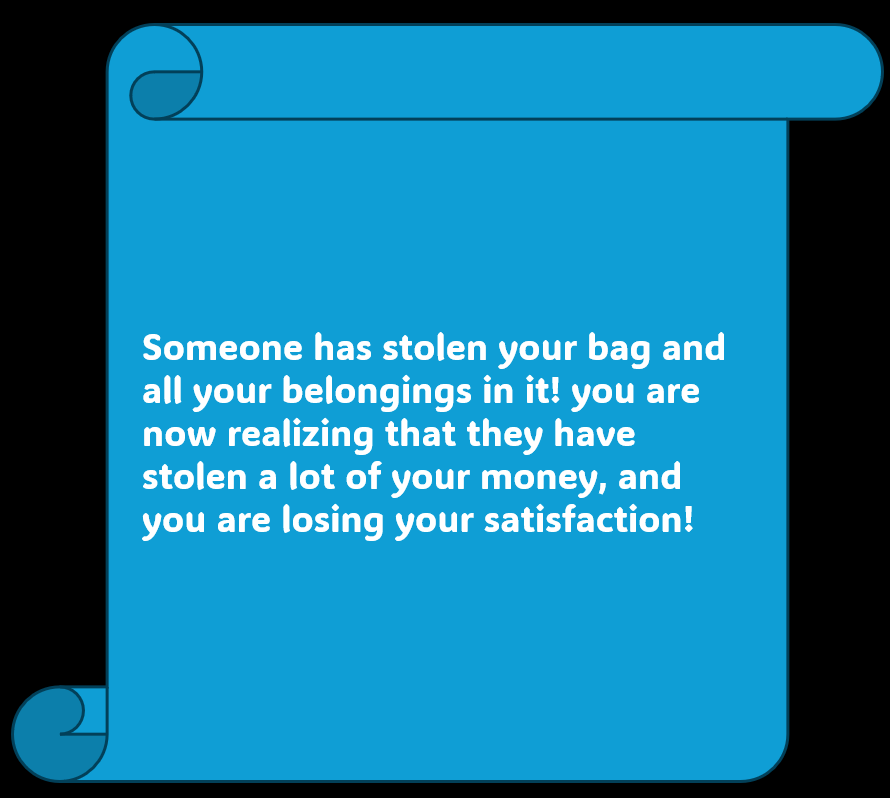 Someone has stolen your bag and
all your belongings in it! you are
now realizing that they have
stolen a lot of your money, and
you are losing your satisfaction!